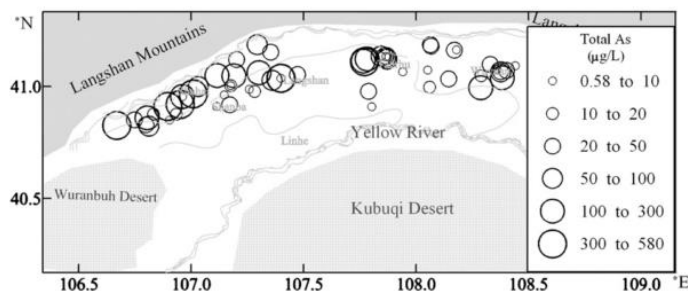 °N
Langshan Mountains
41.0
40.5
Linhe
Yellow River
Wuranbuh Desert
Kubuqi Desert
Total As
(μg/L)
0.58 to 10
10 to 20
20 to 50
50 to 100
100 to 300
300 to 580
106.5 107.0 107.5 108.0 108.5 109.0 °E